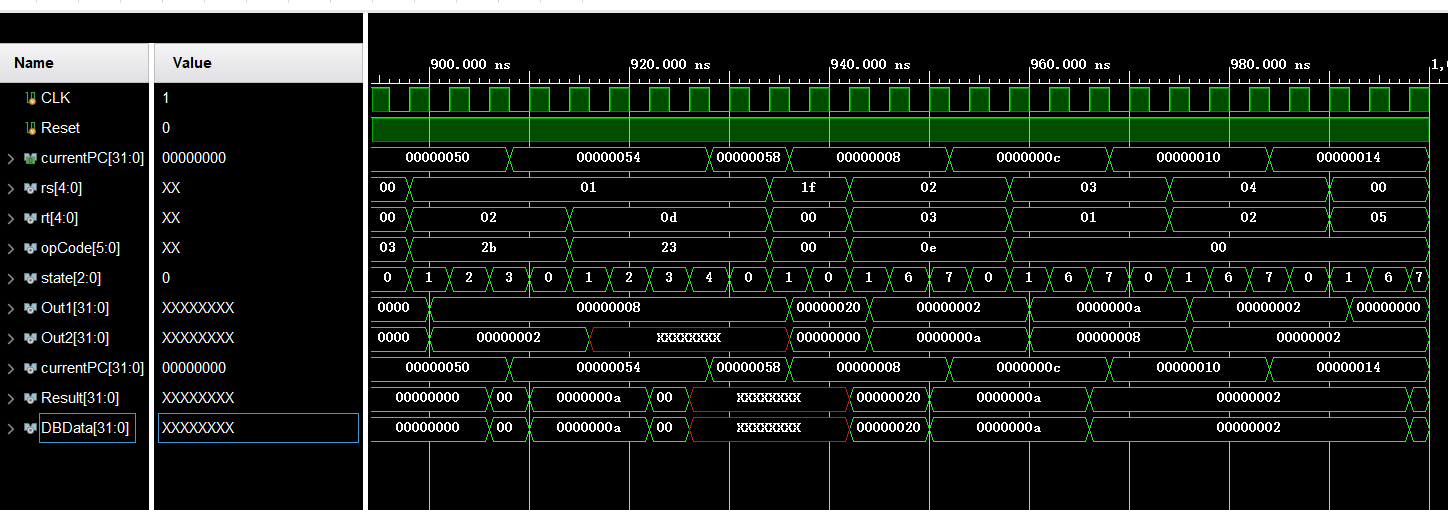 900.000 ns 920.000 ns 940.000 ns 960.000 ns 980.000 ns 1,0
Name Value
CLK 1
Reset 0
currentPC[31:0] 00000000 00000050 00000054 00000058 00000008 0000000c 00000010 00000014
rs[4:0] XX 00 01 1f 02 03 04 00
rt[4:0] XX 00 02 0d 00 03 01 02 05
opCode[5:0] XX 03 2b 23 00 0e 00
state[2:0] 0 0 1 2 3 0 1 2 3 4 0 1 0 1 6 7 0 1 6 7 0 1 6 7 0 1 6 7
Out1[31:0] XXXXXXXX 0000 00000008 00000020 00000002 0000000a 00000002 00000000
Out2[31:0] XXXXXXXX 0000 00000002 XXXXXXXX 00000000 0000000a 00000008 00000002
currentPC[31:0] 00000000 00000050 00000054 00000058 00000008 0000000c 00000010 00000014
Result[31:0] XXXXXXXX 00000000 00 0000000a 00 XXXXXXXX 00000020 0000000a 00000002
DBData[31:0] XXXXXXXX 00000000 00 0000000a 00 XXXXXXXX 00000020 0000000a 00000002